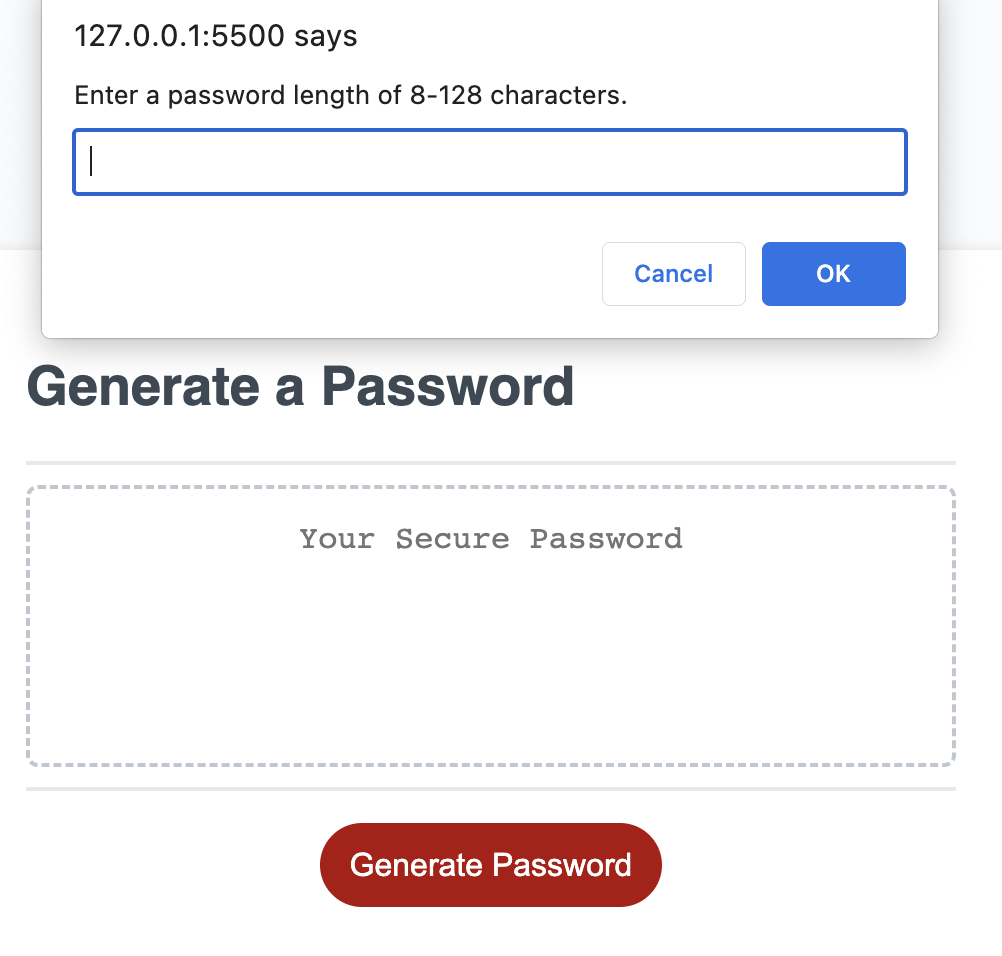 127.0.0.1:5500 says
Enter a password length of 8-128 characters.
Cancel OK
Generate a Password
Your Secure Password
Generate Password